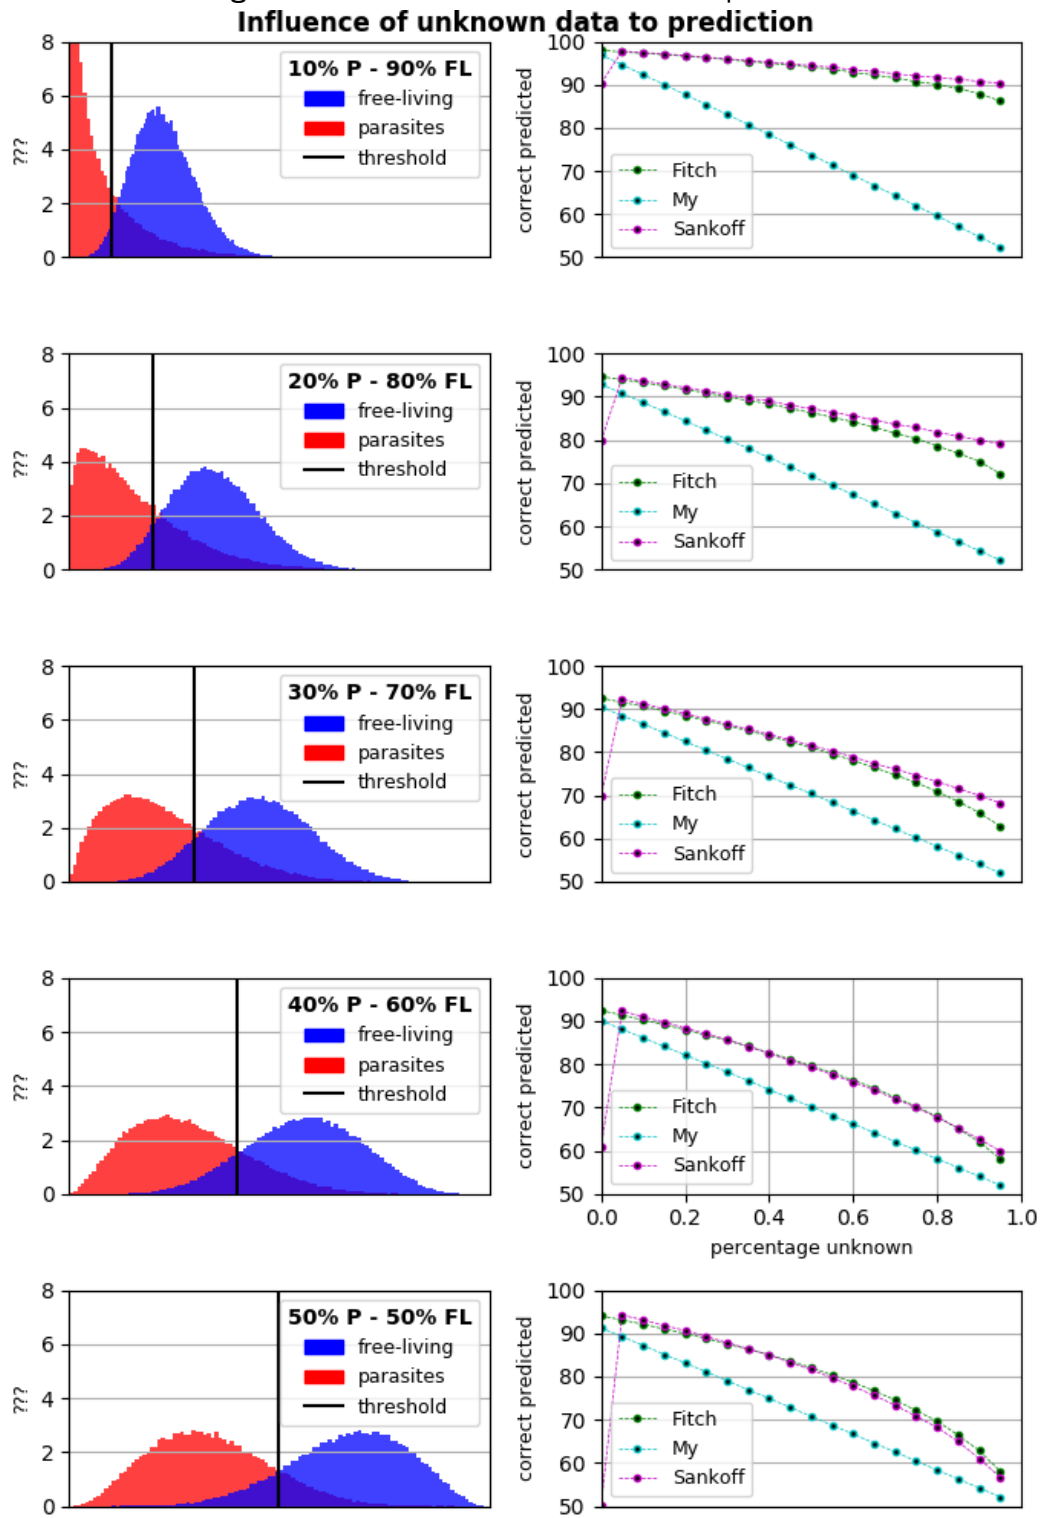 Influence of unknown data to prediction
8
6
4
2
0
???
10% P - 90% FL
free-living
parasites
threshold
100
90
80
70
60
50
correct predicted
Fitch
My
Sankoff
8
6
4
2
0
???
20% P - 80% FL
free-living
parasites
threshold
100
90
80
70
60
50
correct predicted
Fitch
My
Sankoff
8
6
4
2
0
???
30% P - 70% FL
free-living
parasites
threshold
100
90
80
70
60
50
correct predicted
Fitch
My
Sankoff
8
6
4
2
0
???
40% P - 60% FL
free-living
parasites
threshold
100
90
80
70
60
50
correct predicted
Fitch
My
Sankoff
0.0 0.2 0.4 0.6 0.8 1.0
percentage unknown
8
6
4
2
0
???
50% P - 50% FL
free-living
parasites
threshold
100
90
80
70
60
50
correct predicted
Fitch
My
Sankoff